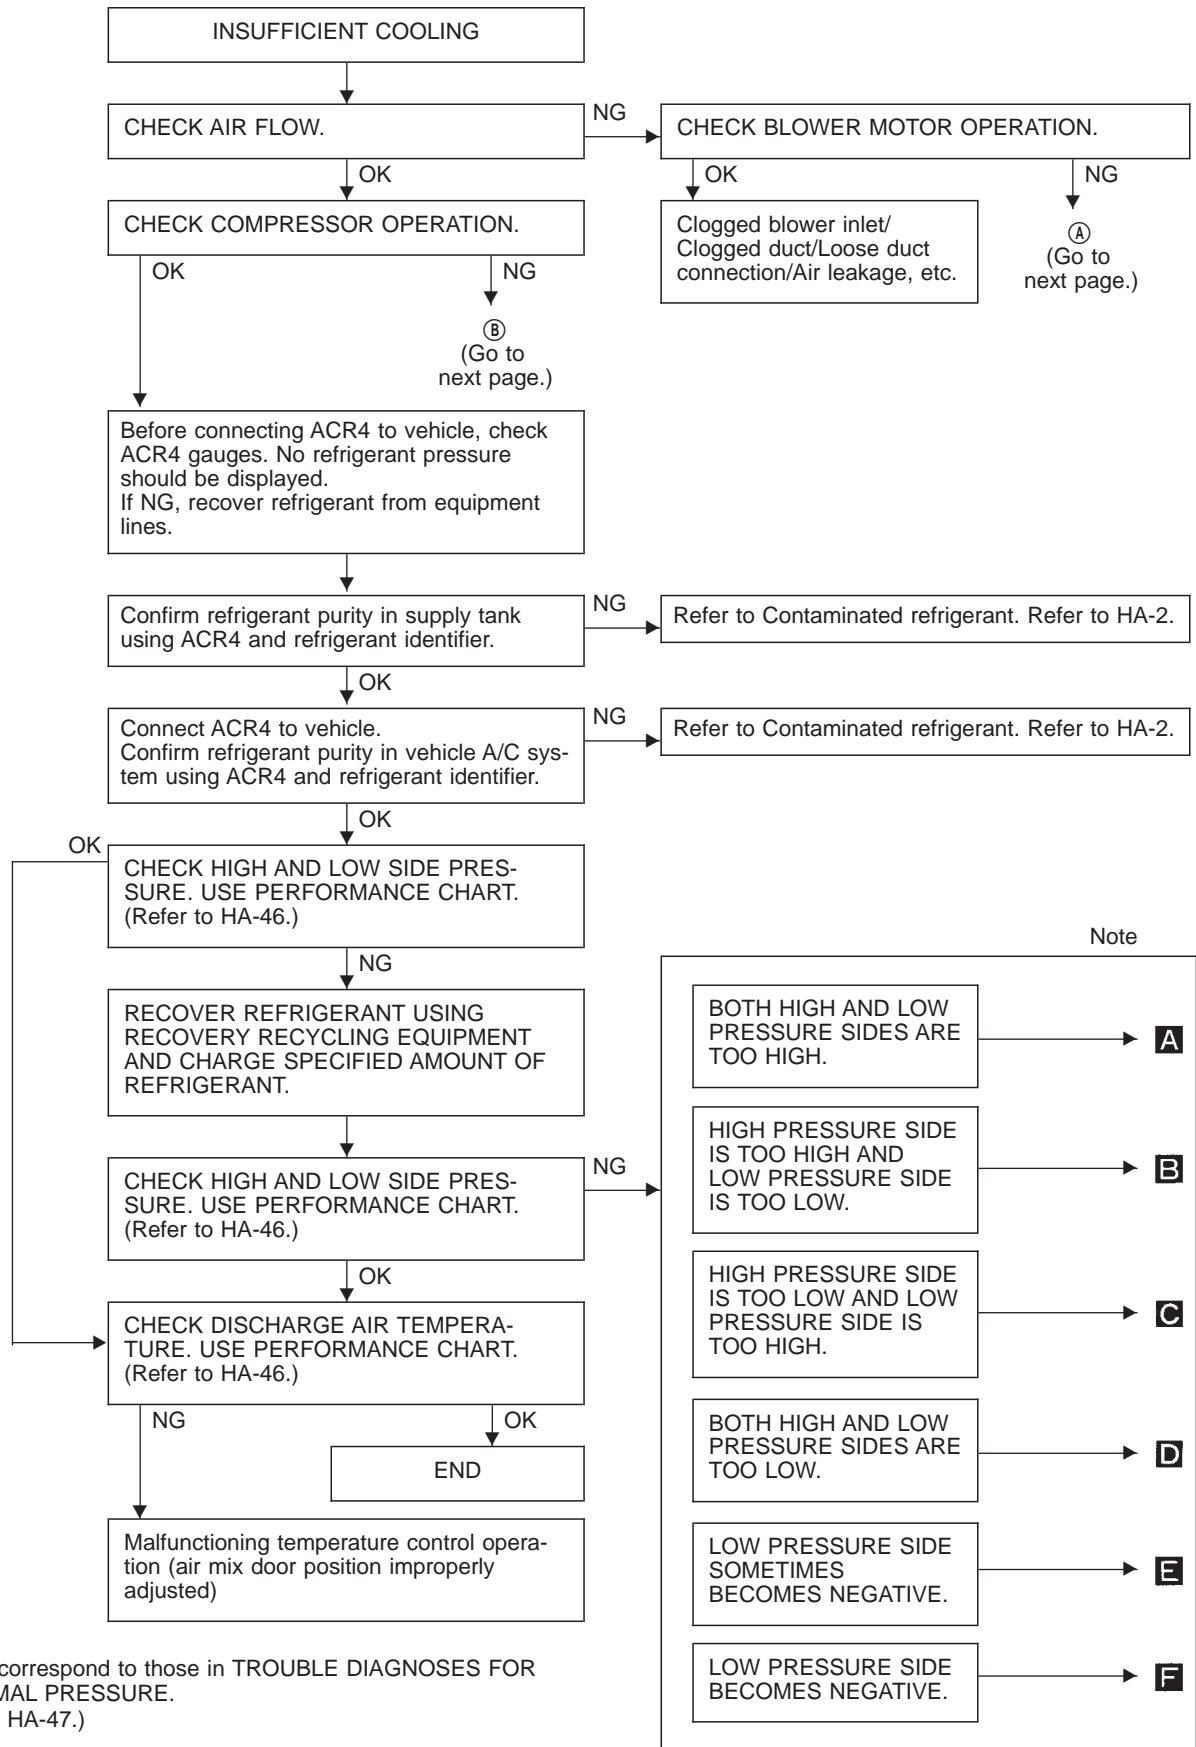 INSUFFICIENT COOLING
CHECK AIR FLOW.
NG
CHECK BLOWER MOTOR OPERATION.
OK
OK
NG
CHECK COMPRESSOR OPERATION.
Clogged blower inlet/
Clogged duct/Loose duct
connection/Air leakage, etc.
A
(Go to
next page.)
OK
NG
B
(Go to
next page.)
Before connecting ACR4 to vehicle, check
ACR4 gauges. No refrigerant pressure
should be displayed.
If NG, recover refrigerant from equipment
lines.
Confirm refrigerant purity in supply tank
using ACR4 and refrigerant identifier.
NG
Refer to Contaminated refrigerant. Refer to HA-2.
OK
Connect ACR4 to vehicle.
Confirm refrigerant purity in vehicle A/C sys-
tem using ACR4 and refrigerant identifier.
NG
Refer to Contaminated refrigerant. Refer to HA-2.
OK
OK
CHECK HIGH AND LOW SIDE PRES-
SURE. USE PERFORMANCE CHART.
(Refer to HA-46.)
NG
RECOVER REFRIGERANT USING
RECOVERY RECYCLING EQUIPMENT
AND CHARGE SPECIFIED AMOUNT OF
REFRIGERANT.
CHECK HIGH AND LOW SIDE PRES-
SURE. USE PERFORMANCE CHART.
(Refer to HA-46.)
NG
OK
CHECK DISCHARGE AIR TEMPERA-
TURE. USE PERFORMANCE CHART.
(Refer to HA-46.)
NG
OK
END
Malfunctioning temperature control opera-
tion (air mix door position improperly
adjusted)
Note
BOTH HIGH AND LOW
PRESSURE SIDES ARE
TOO HIGH.
A
HIGH PRESSURE SIDE
IS TOO HIGH AND
LOW PRESSURE SIDE
IS TOO LOW.
B
HIGH PRESSURE SIDE
IS TOO LOW AND LOW
PRESSURE SIDE IS
TOO HIGH.
C
BOTH HIGH AND LOW
PRESSURE SIDES ARE
TOO LOW.
D
LOW PRESSURE SIDE
SOMETIMES
BECOMES NEGATIVE.
E
LOW PRESSURE SIDE
BECOMES NEGATIVE.
F
correspond to those in TROUBLE DIAGNOSES FOR
MAL PRESSURE.
HA-47.)